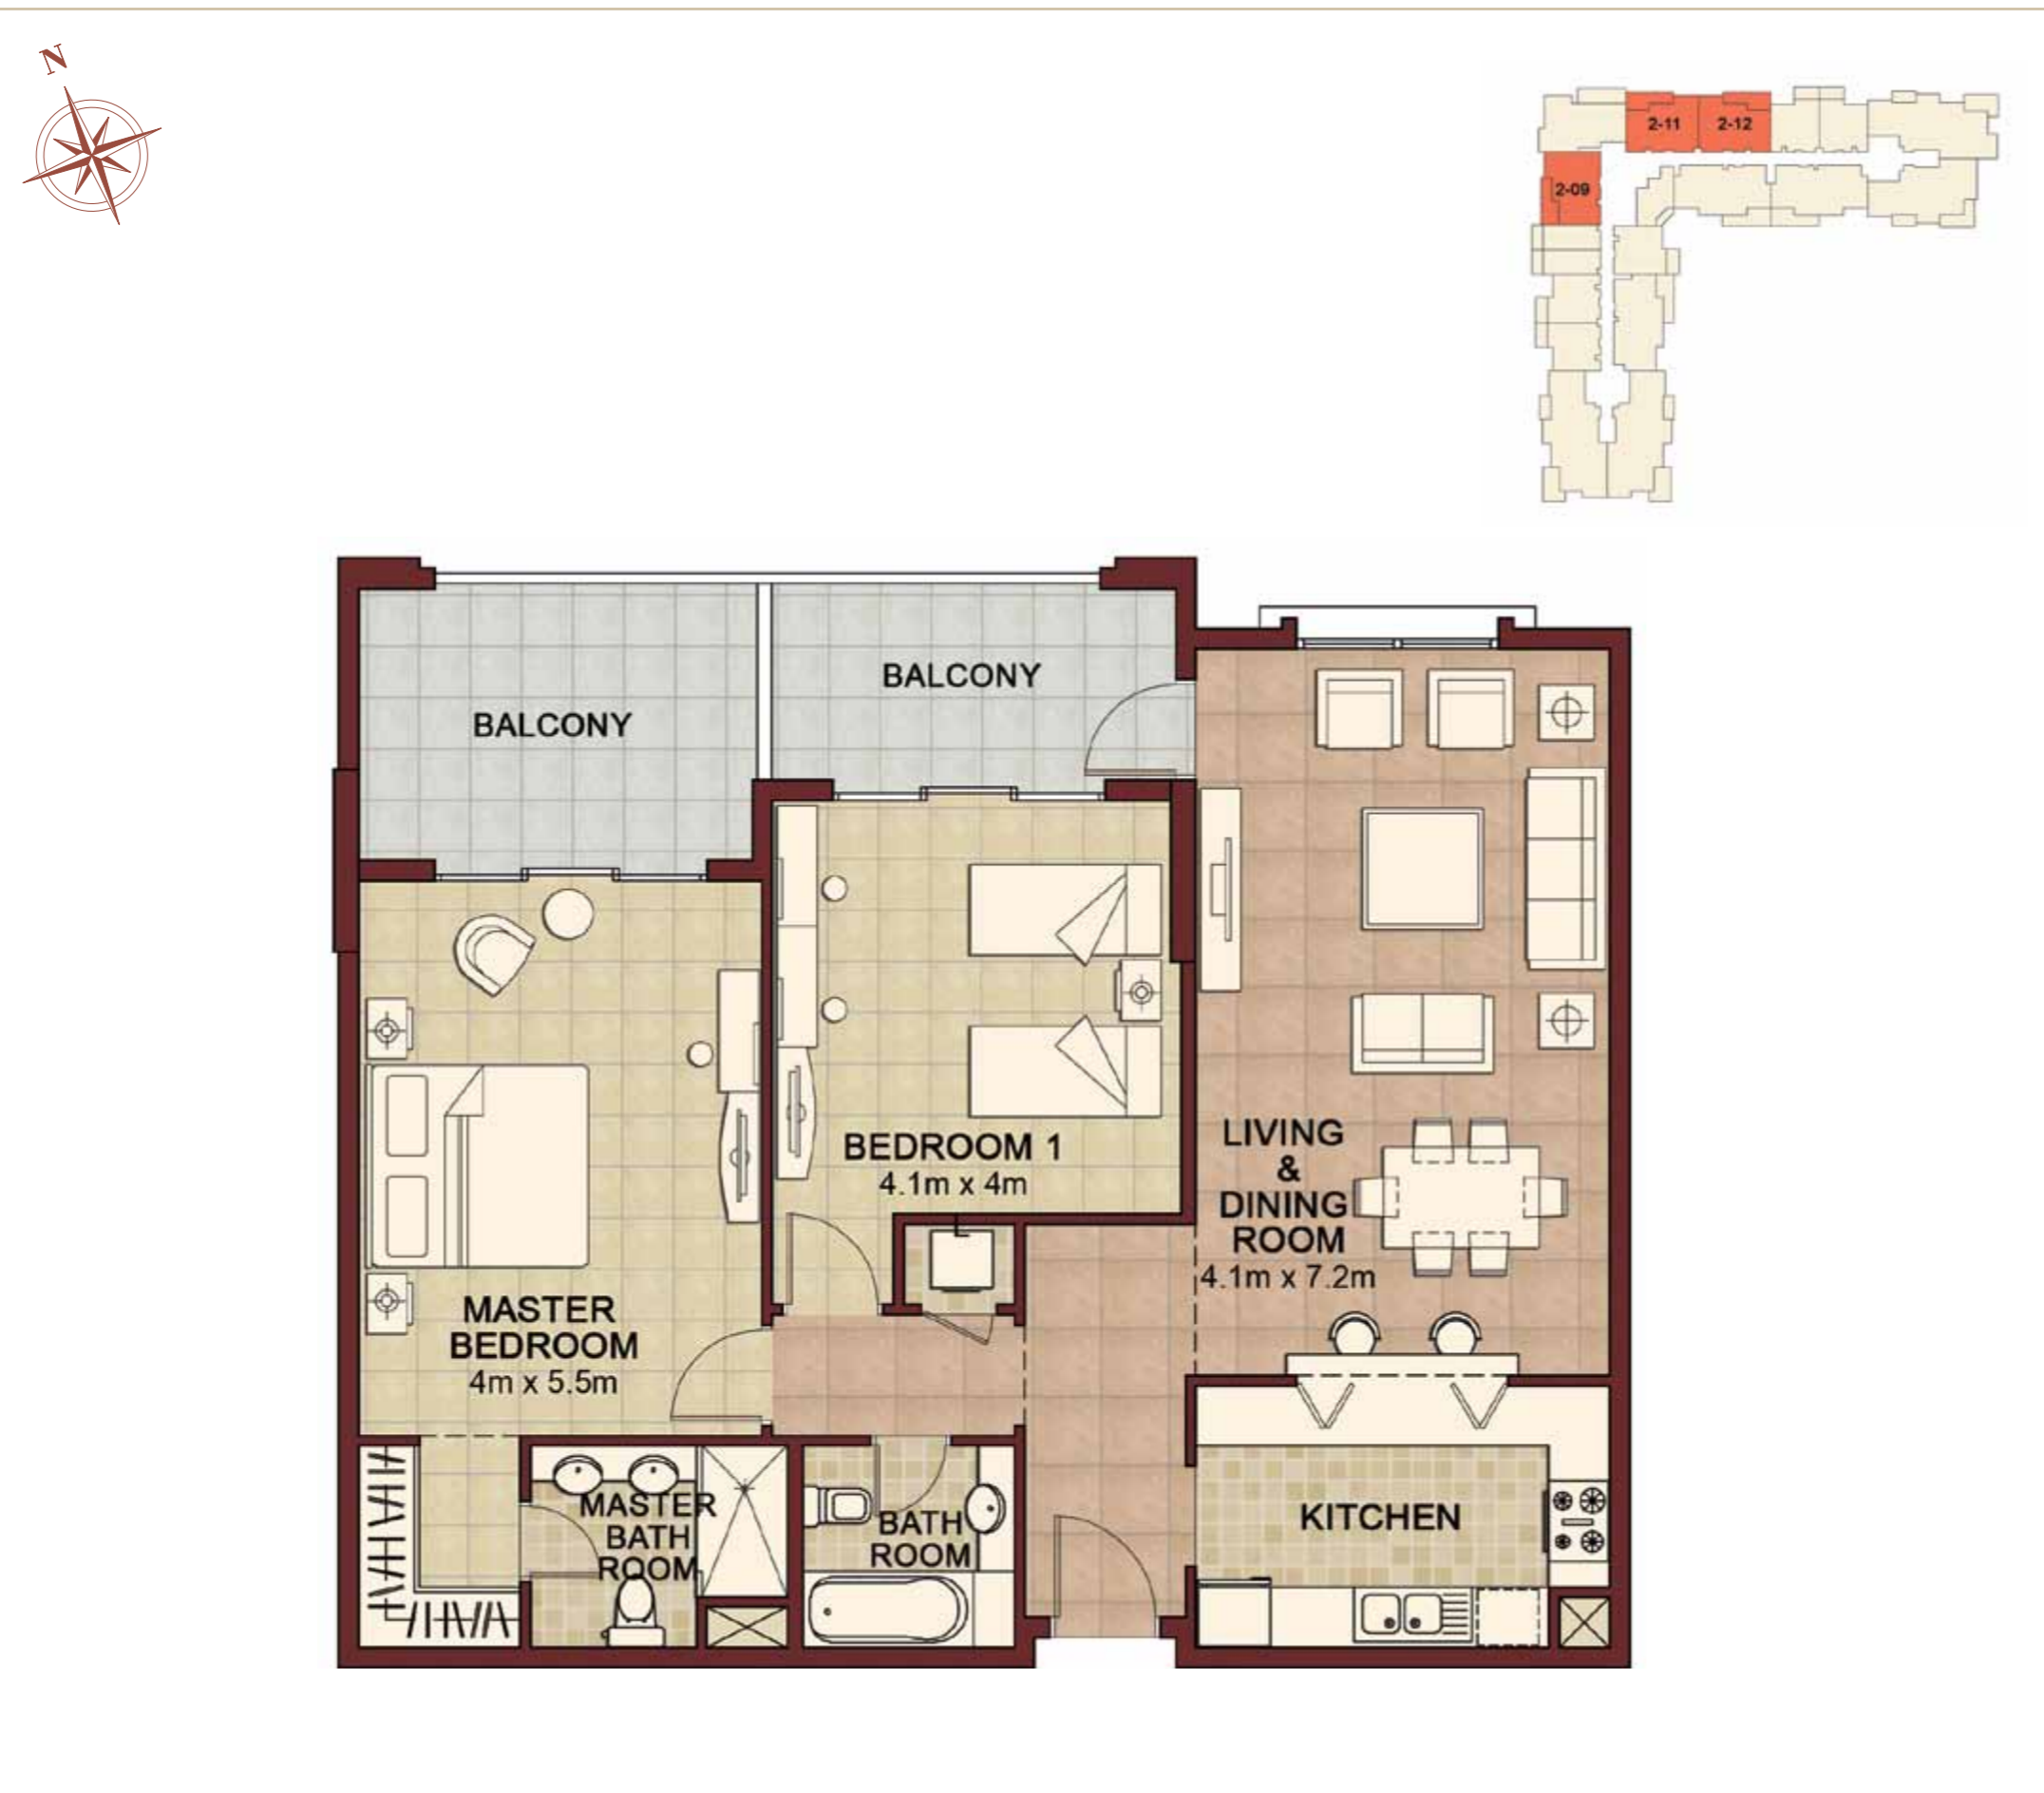 N
2-11
2-12
2-09
BALCONY
BALCONY
BEDROOM 1
4.1m x 4m
LIVING
&
DINING
ROOM
4.1m x 7.2m
MASTER
BEDROOM
4m x 5.5m
MASTER
BATH
ROOM
BATH
ROOM
KITCHEN